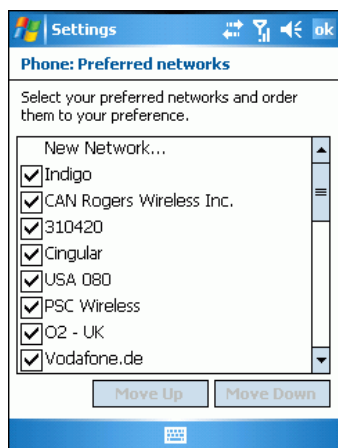 Settings
ok
Phone: Preferred networks
Select your preferred networks and order
them to your preference.
New Network...
Indigo
CAN Rogers Wireless Inc.
310420
Cingular
USA 080
PSC Wireless
O2 - UK
Vodafone.de
Move Up
Move Down